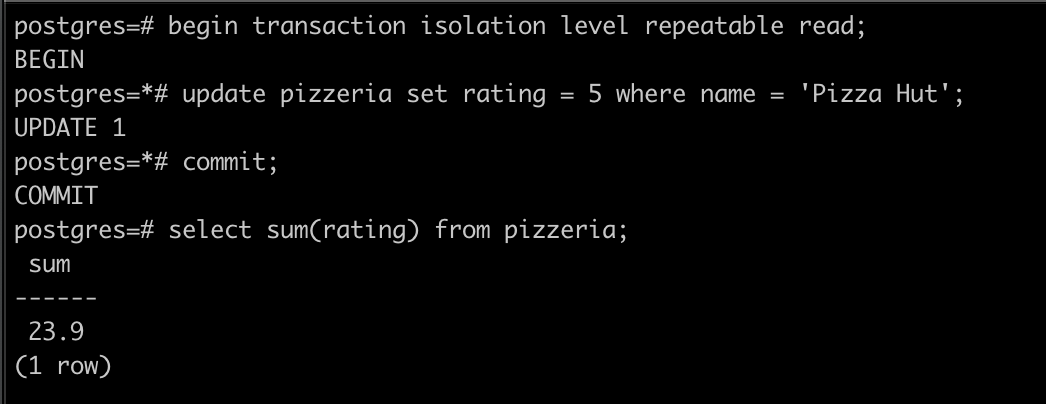 postgres=# begin transaction isolation level repeatable read;
BEGIN
postgres=*# update pizzeria set rating = 5 where name = 'Pizza Hut';
UPDATE 1
postgres=*# commit;
COMMIT
postgres=# select sum(rating) from pizzeria;
 sum
------
 23.9
(1 row)